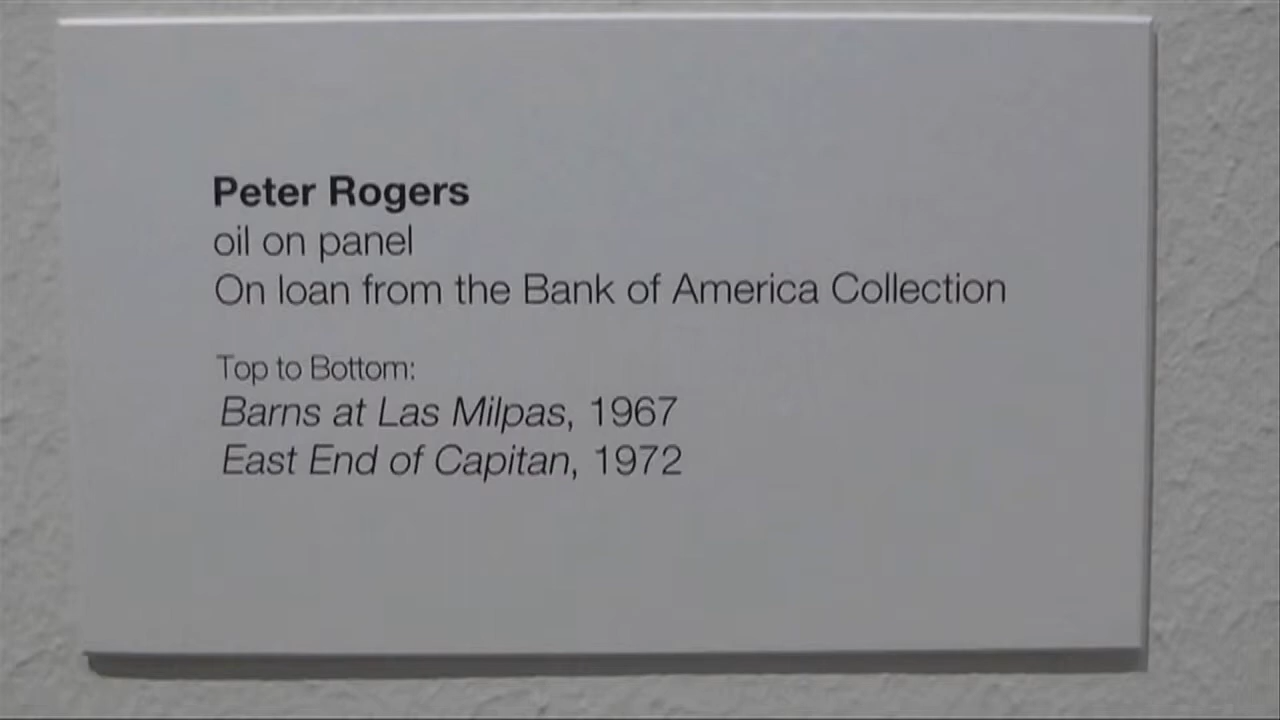 Peter Rogers
oil on panel
On loan from the Bank of America Collection
Top to Bottom:
Barns at Las Milpas, 1967
East End of Capitan, 1972